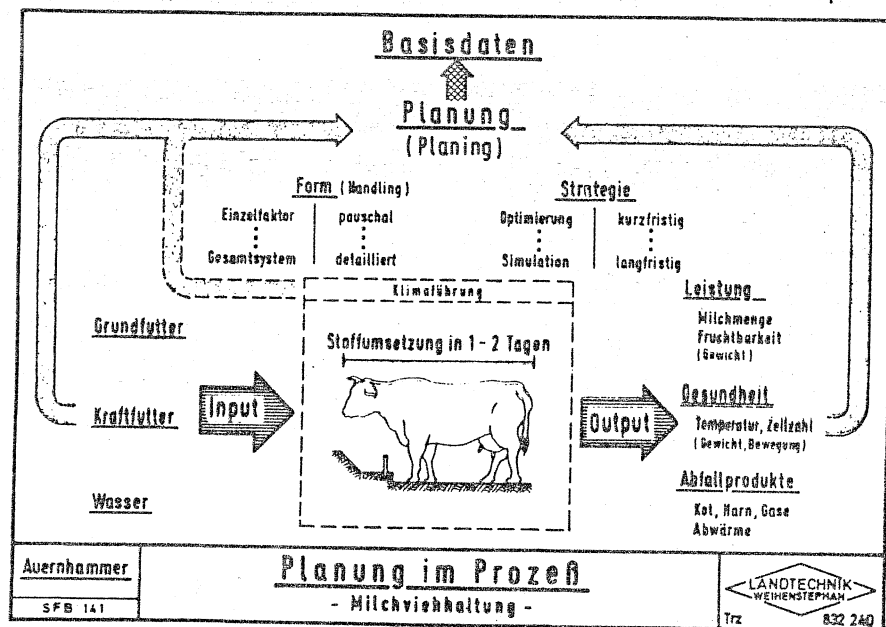 Basisdaten
Planung
(Planing)
Form (Handling)
Einzelfaktor
pauschal
Gesamtsystem
detailliert
Strategie
Optimierung
kurzfristig
Simulation
langfristig
Klimaführung
Stoffumsetzung in 1 - 2 Tagen
Grundfutter
Kraftfutter
Wasser
Input
Output
Leistung
Milchmenge
Fruchtbarkeit
(Gewicht)
Gesundheit
Temperatur, Zellzahl
(Gewicht, Bewegung)
Abfallprodukte
Kot, Harn, Gase
Abwärme
Auernhammer
SFB 141
Planung im Prozeß
- Milchviehhaltung -
LANDTECHNIK
WEIHENSTEPHAN
Trz 832 240